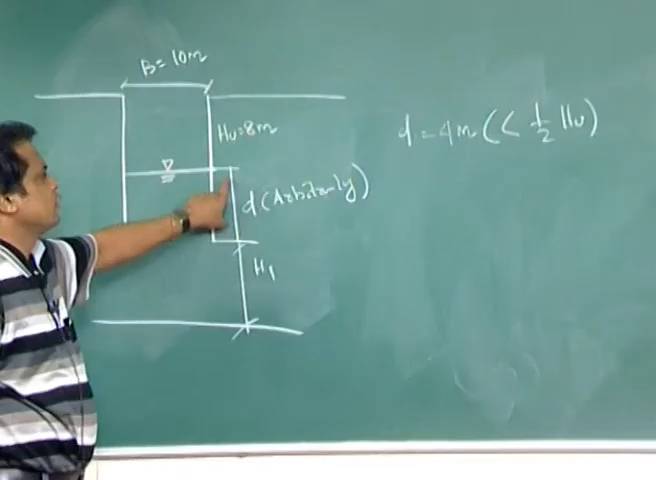 B = 10m
Hu = 8m
d (Arbitrarily)
H1
d = 4m (< 1/2 Hu)